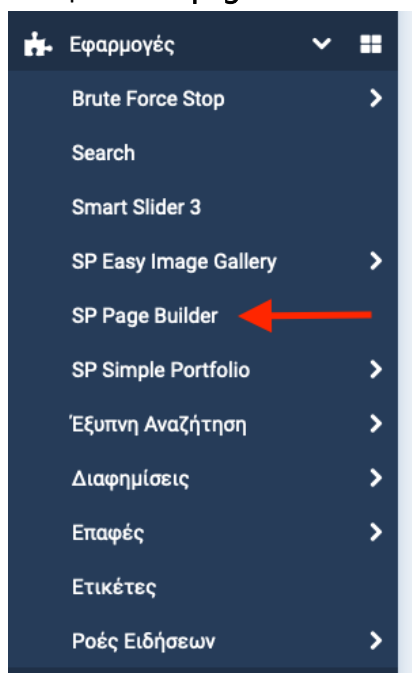 Εφαρμογές
Brute Force Stop
Search
Smart Slider 3
SP Easy Image Gallery
SP Page Builder
SP Simple Portfolio
Έξυπνη Αναζήτηση
Διαφημίσεις
Επαφές
Ετικέτες
Ροές Ειδήσεων